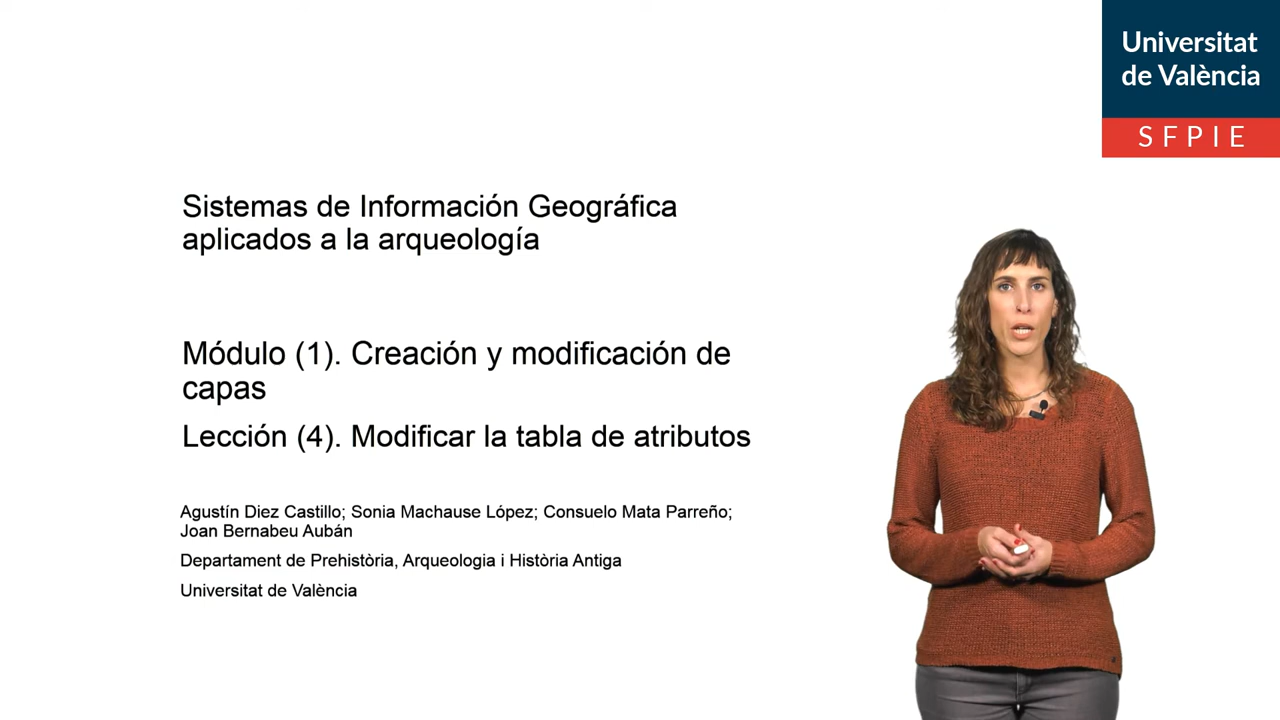 Universitat
de València
SFPIE
Sistemas de Información Geográfica
aplicados a la arqueología
Módulo (1). Creación y modificación de
capas
Lección (4). Modificar la tabla de atributos
Agustín Diez Castillo; Sonia Machause López; Consuelo Mata Parreño;
Joan Bernabeu Aubán
Departament de Prehistòria, Arqueologia i Història Antiga
Universitat de València